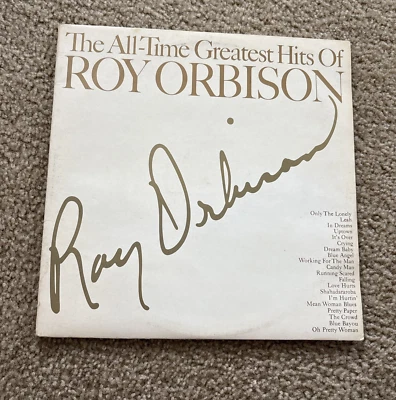 The All-Time Greatest Hits Of
ROY ORBISON
Roy Orbison
Only The Lonely
Leah
In Dreams
Uptown
It's Over
Crying
Dream Baby
Blue Angel
Working For The Man
Candy Man
Running Scared
Falling
Love Hurts
Shahadararoba
I'm Hurtin'
Mean Woman Blues
Pretty Paper
The Crowd
Blue Bayou
Oh Pretty Woman